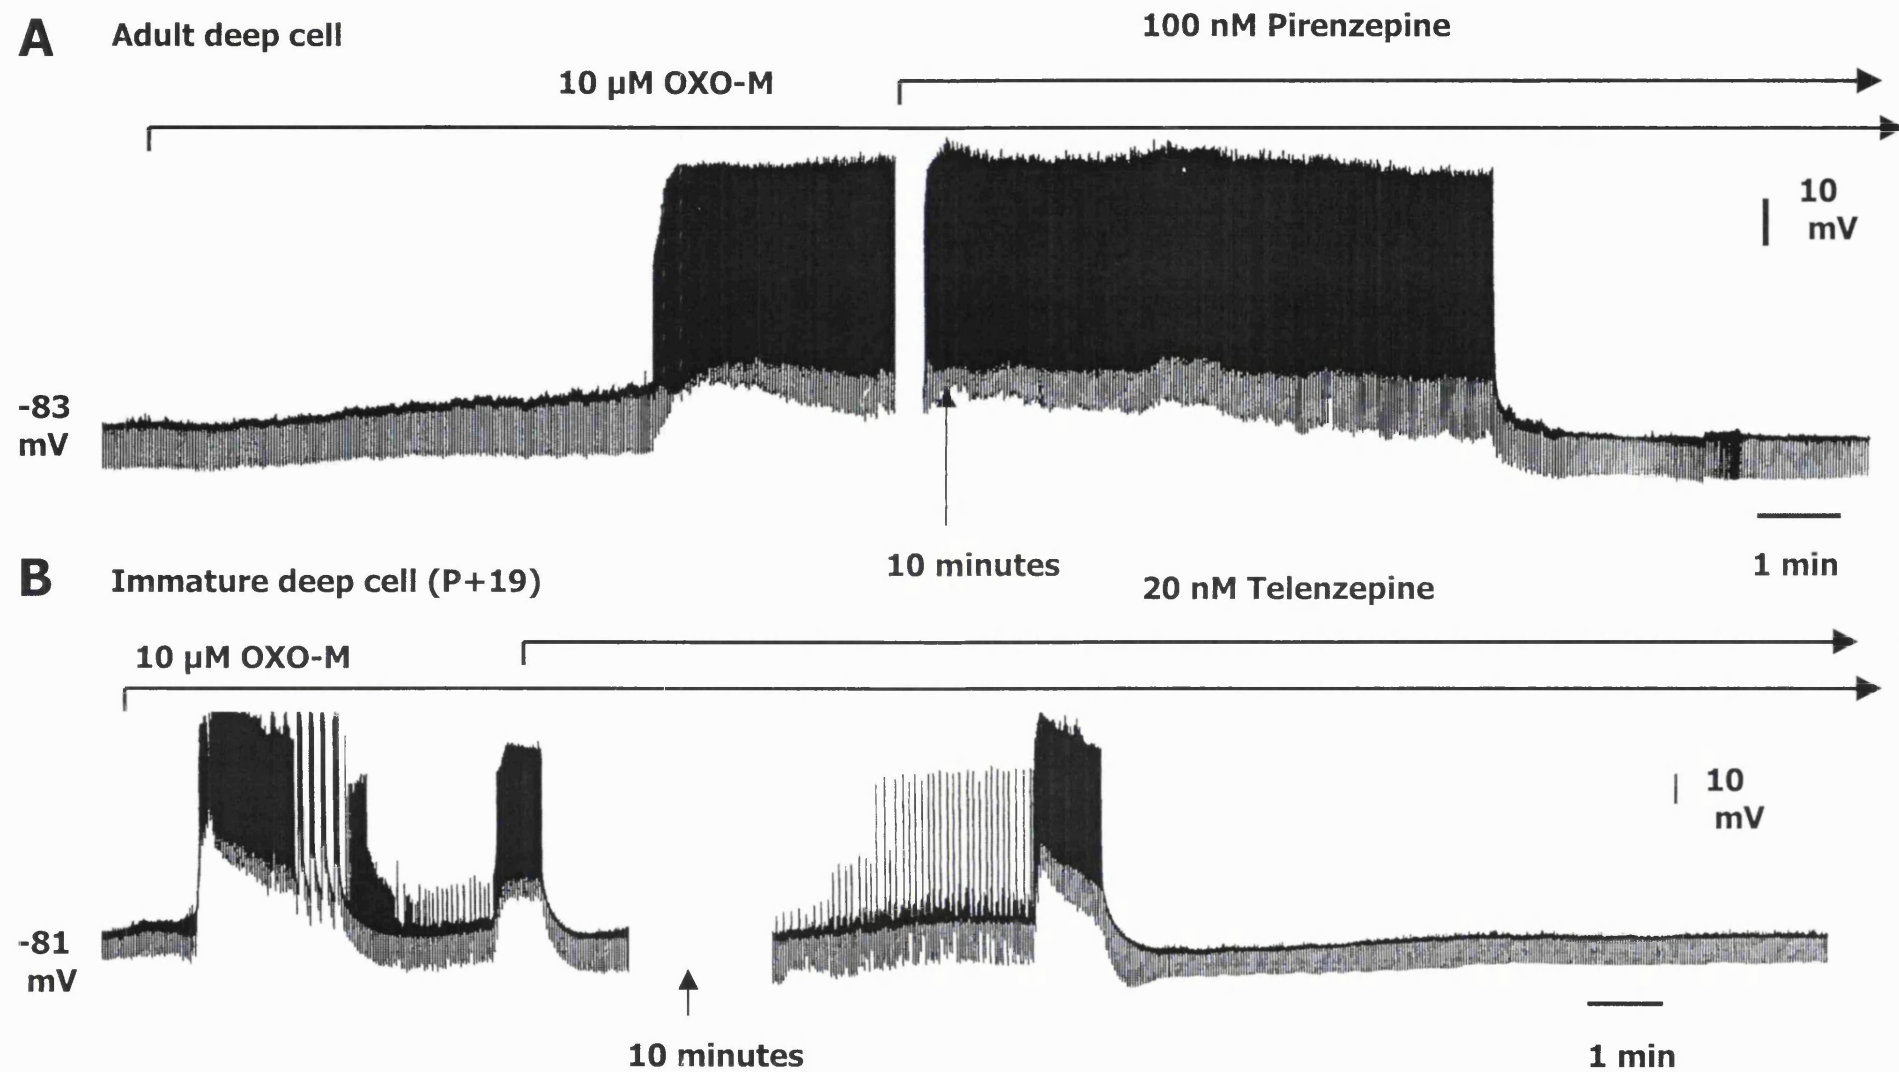 A
Adult deep cell
100 nM Pirenzepine
10 µM OXO-M
10
mV
-83
mV
10 minutes
1 min
B
Immature deep cell (P+19)
20 nM Telenzepine
10 µM OXO-M
10
mV
-81
mV
10 minutes
1 min